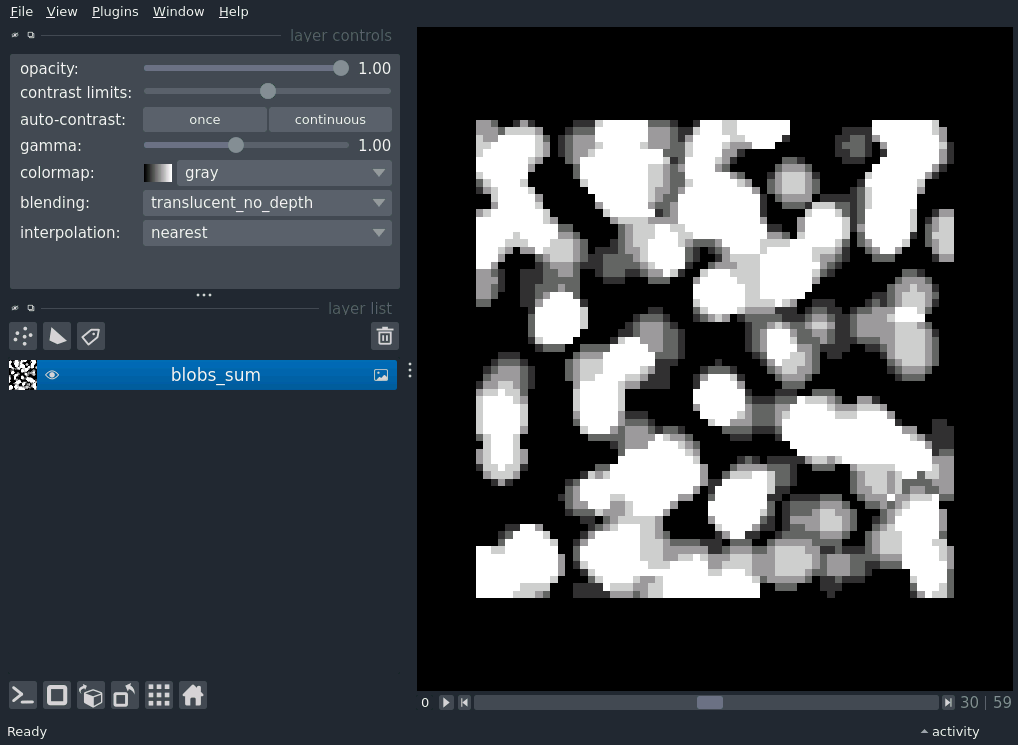 File View Plugins Window Help
layer controls
opacity: 1.00
contrast limits:
auto-contrast: once continuous
gamma: 1.00
colormap: gray
blending: translucent_no_depth
interpolation: nearest
layer list
blobs_sum
0 30 | 59
Ready activity